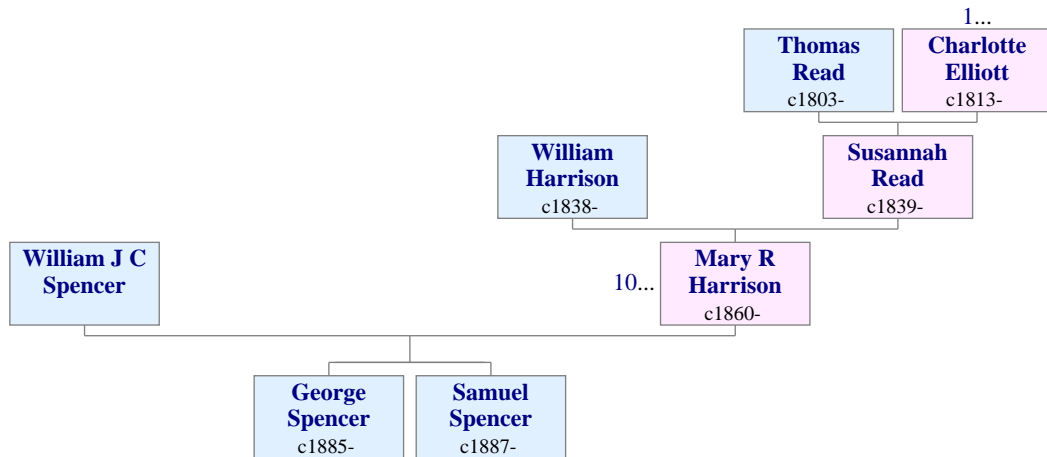 1...
Thomas
Read
c1803-
Charlotte
Elliott
c1813-
William
Harrison
c1838-
Susannah
Read
c1839-
William J C
Spencer
10...
Mary R
Harrison
c1860-
George
Spencer
c1885-
Samuel
Spencer
c1887-